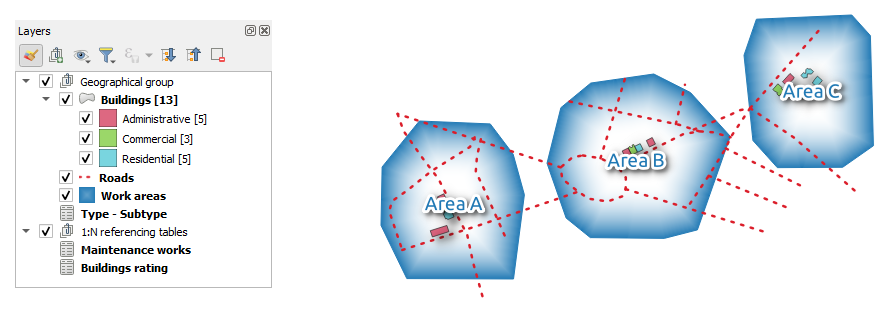 Layers
Geographical group
Buildings [13]
Administrative [5]
Commercial [3]
Residential [5]
Roads
Work areas
Type - Subtype
1:N referencing tables
Maintenance works
Buildings rating
Area C
Area B
Area A